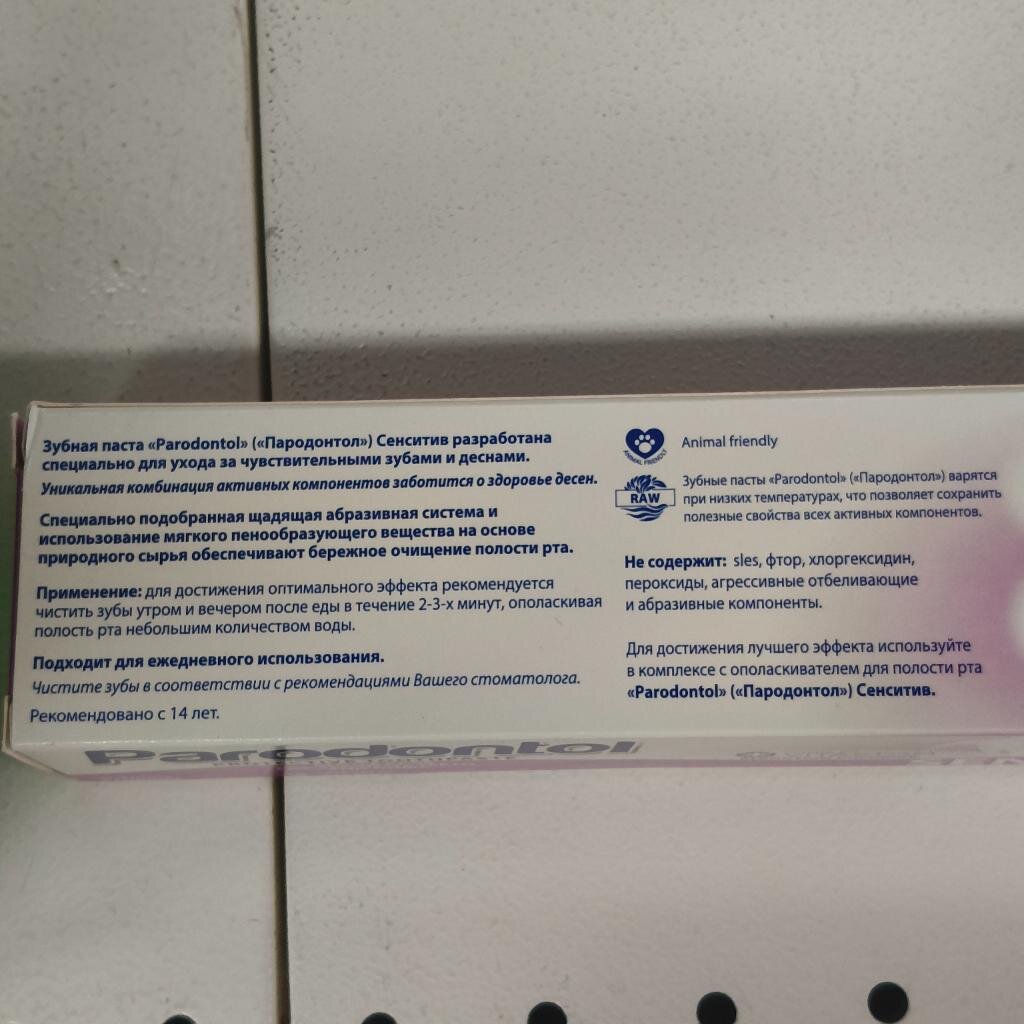 Зубная паста «Parodontol» («Пародонтол») Сенситив разработана
специально для ухода за чувствительными зубами и деснами.
Уникальная комбинация активных компонентов заботится о здоровье десен.
Специально подобранная щадящая абразивная система и
использование мягкого пенообразующего вещества на основе
природного сырья обеспечивают бережное очищение полости рта.
Применение: для достижения оптимального эффекта рекомендуется
чистить зубы утром и вечером после еды в течение 2-3-х минут, ополаскивая
полость рта небольшим количеством воды.
Подходит для ежедневного использования.
Чистите зубы в соответствии с рекомендациями Вашего стоматолога.
Рекомендовано с 14 лет.
ANIMAL FRIENDLY
Animal friendly
RAW
Зубные пасты «Parodontol» («Пародонтол») варятся
при низких температурах, что позволяет сохранить
полезные свойства всех активных компонентов.
Не содержит: sles, фтор, хлоргексидин,
пероксиды, агрессивные отбеливающие
и абразивные компоненты.
Для достижения лучшего эффекта используйте
в комплексе с ополаскивателем для полости рта
«Parodontol» («Пародонтол») Сенситив.
Parodontol